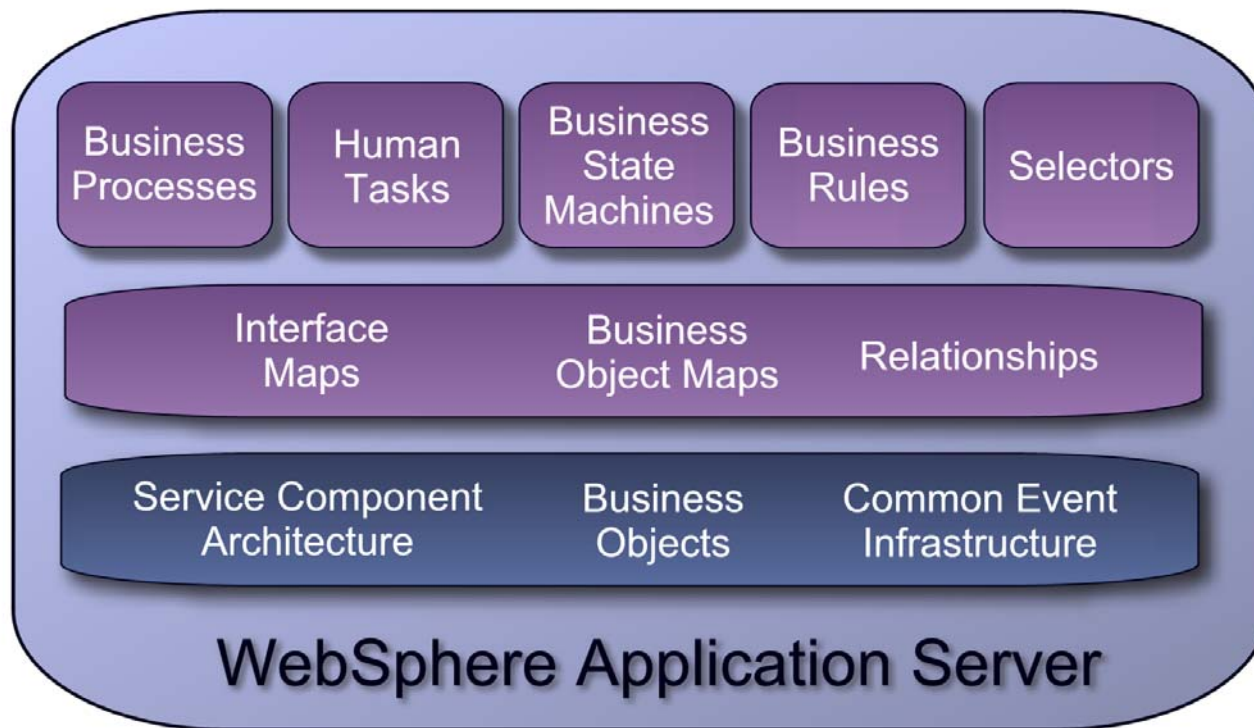 Business
Processes
Human
Tasks
Business
State
Machines
Business
Rules
Selectors
Interface
Maps
Business
Object Maps
Relationships
Service Component
Architecture
Business
Objects
Common Event
Infrastructure
WebSphere Application Server